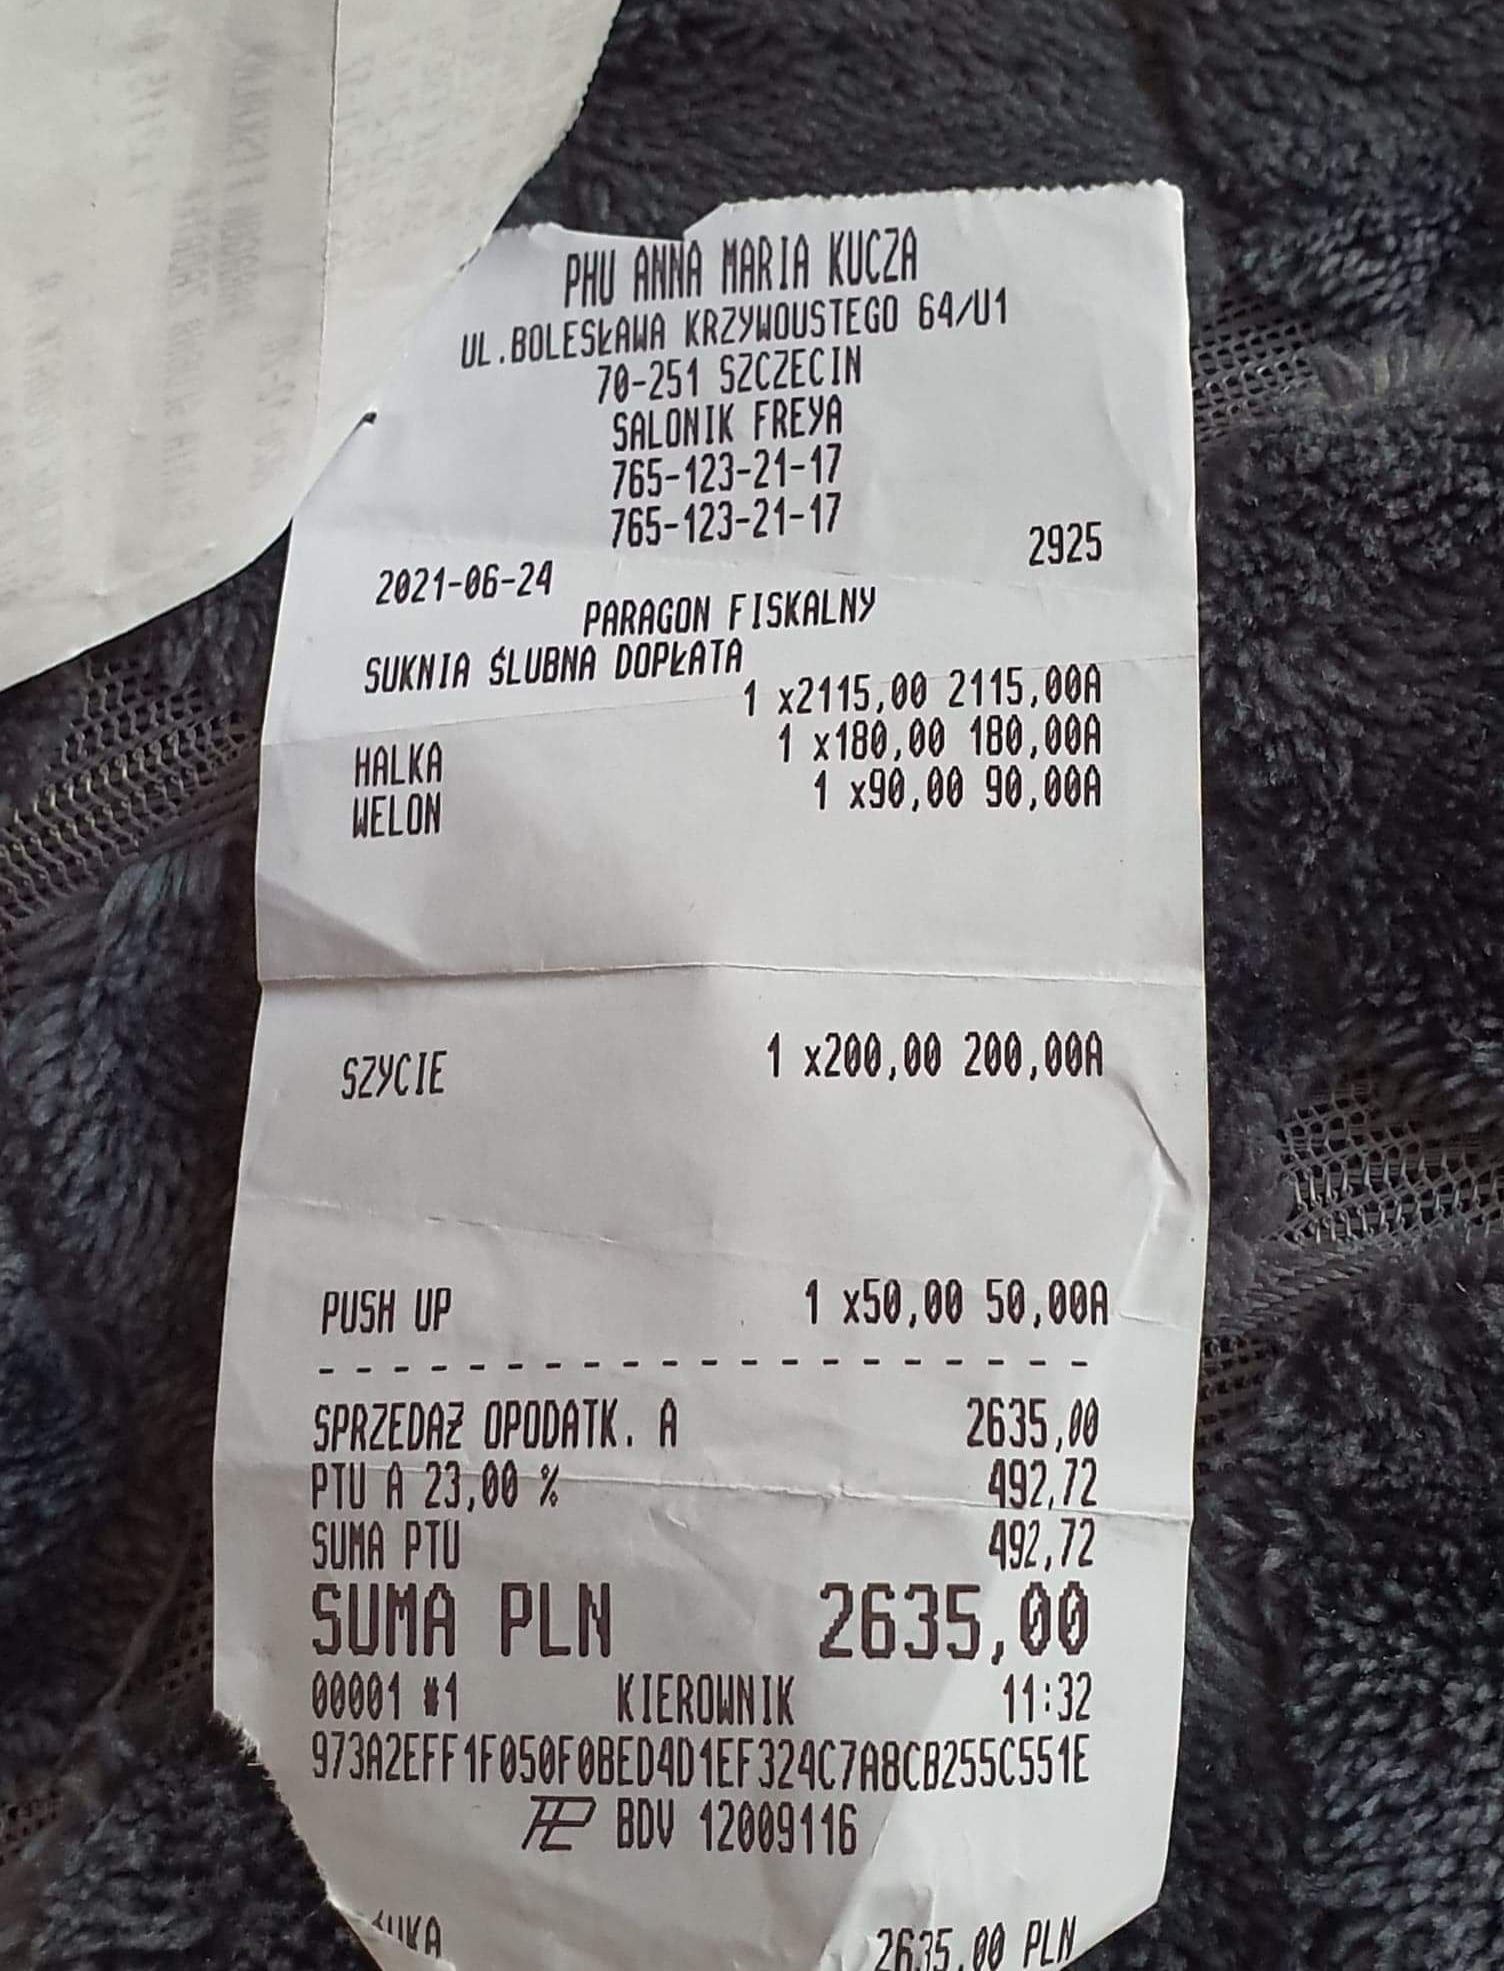 PHU ANNA MARIA KUCZA
UL.BOLESŁAWA KRZYWOUSTEGO 64/U1
70-251 SZCZECIN
SALONIK FREYA
765-123-21-17
765-123-21-17
2021-06-24 2925
PARAGON FISKALNY
SUKNIA ŚLUBNA DOPŁATA
1 x2115,00 2115,00A
HALKA 1 x180,00 180,00A
WELON 1 x90,00 90,00A
SZYCIE 1 x200,00 200,00A
PUSH UP 1 x50,00 50,00A
SPRZEDAŻ OPODATK. A 2635,00
PTU A 23,00 % 492,72
SUMA PTU 492,72
SUMA PLN 2635,00
00001 #1 KIEROWNIK 11:32
973A2EFF1F050F0BED4D1EF324C7A8CB255C551E
BDV 12009116
2635,00 PLN